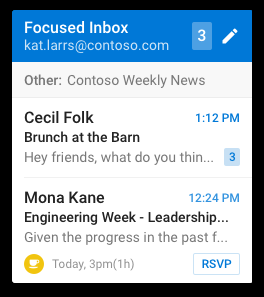 Focused Inbox
kat.larrs@contoso.com
3
Other: Contoso Weekly News
Cecil Folk
1:12 PM
Brunch at the Barn
Hey friends, what do you thin...
3
Mona Kane
12:24 PM
Engineering Week - Leadership...
Given the progress in the past f...
Today, 3pm(1h)
RSVP